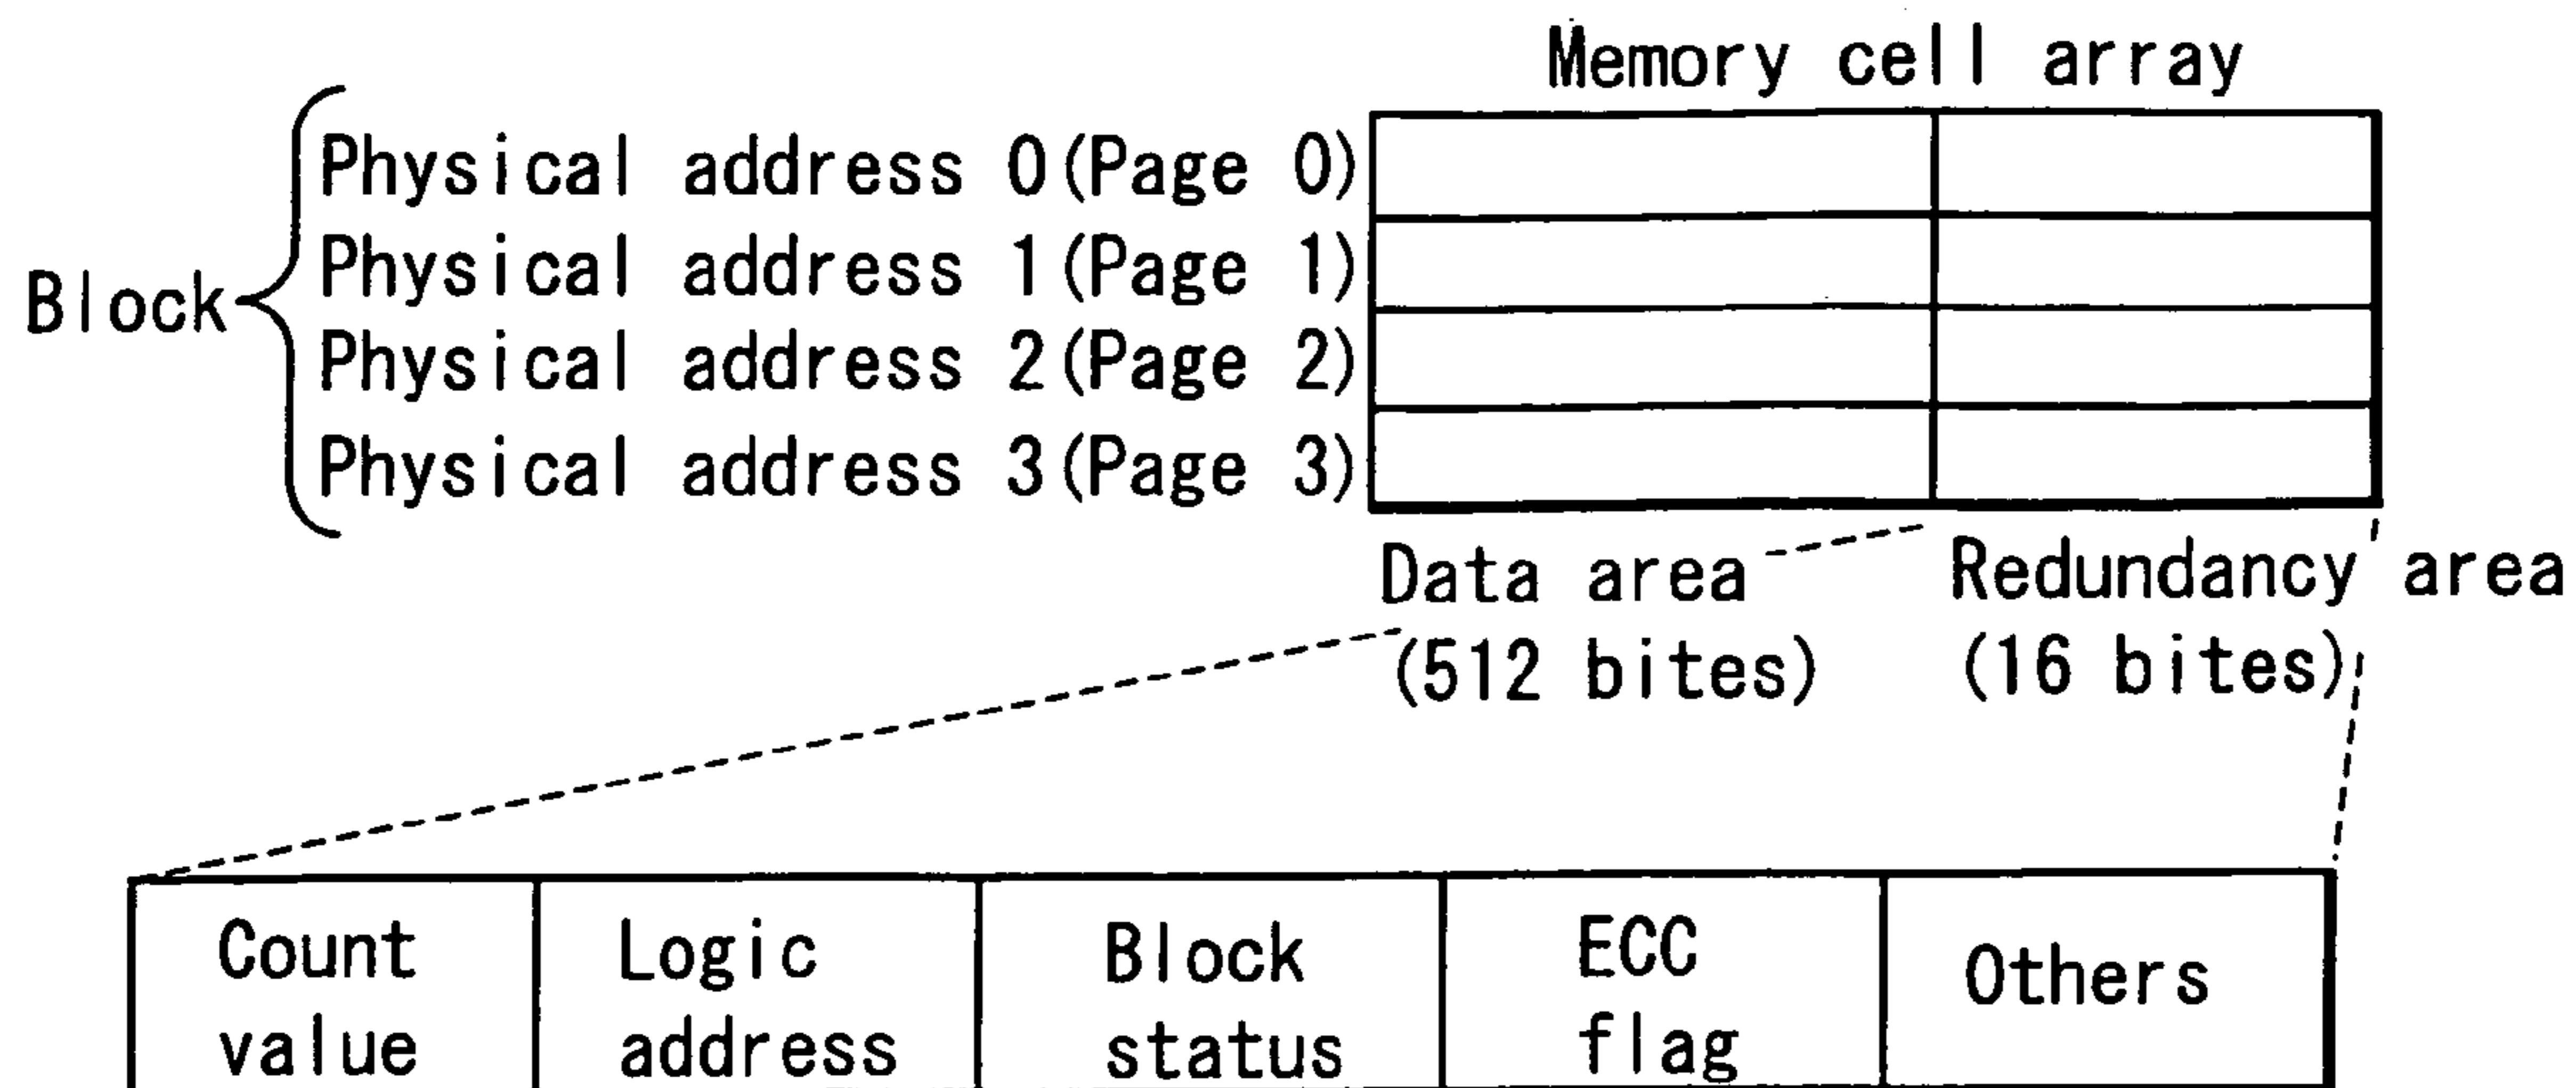 Memory cell array
Physical address 0(Page 0)
Physical address 1(Page 1)
Block
Physical address 2(Page 2)
Physical address 3(Page 3)
Data area
(512 bites)
Redundancy area
(16 bites)
Count
value
Logic
address
Block
status
ECC
flag
Others